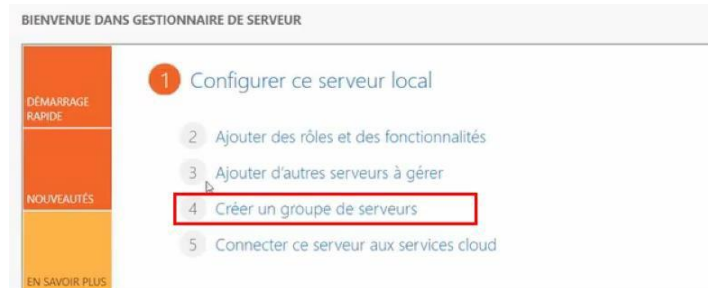 BIENVENUE DANS GESTIONNAIRE DE SERVEUR
DÉMARRAGE
RAPIDE
NOUVEAUTÉS
EN SAVOIR PLUS
1 Configurer ce serveur local
2 Ajouter des rôles et des fonctionnalités
3 Ajouter d'autres serveurs à gérer
4 Créer un groupe de serveurs
5 Connecter ce serveur aux services cloud